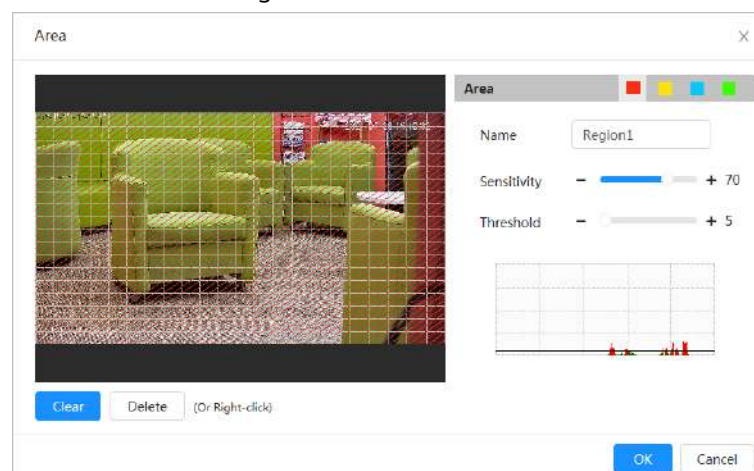 Area
Area
Name
Region1
Sensitivity
- + 70
Threshold
- + 5
Clear
Delete
(Or Right-click)
OK
Cancel